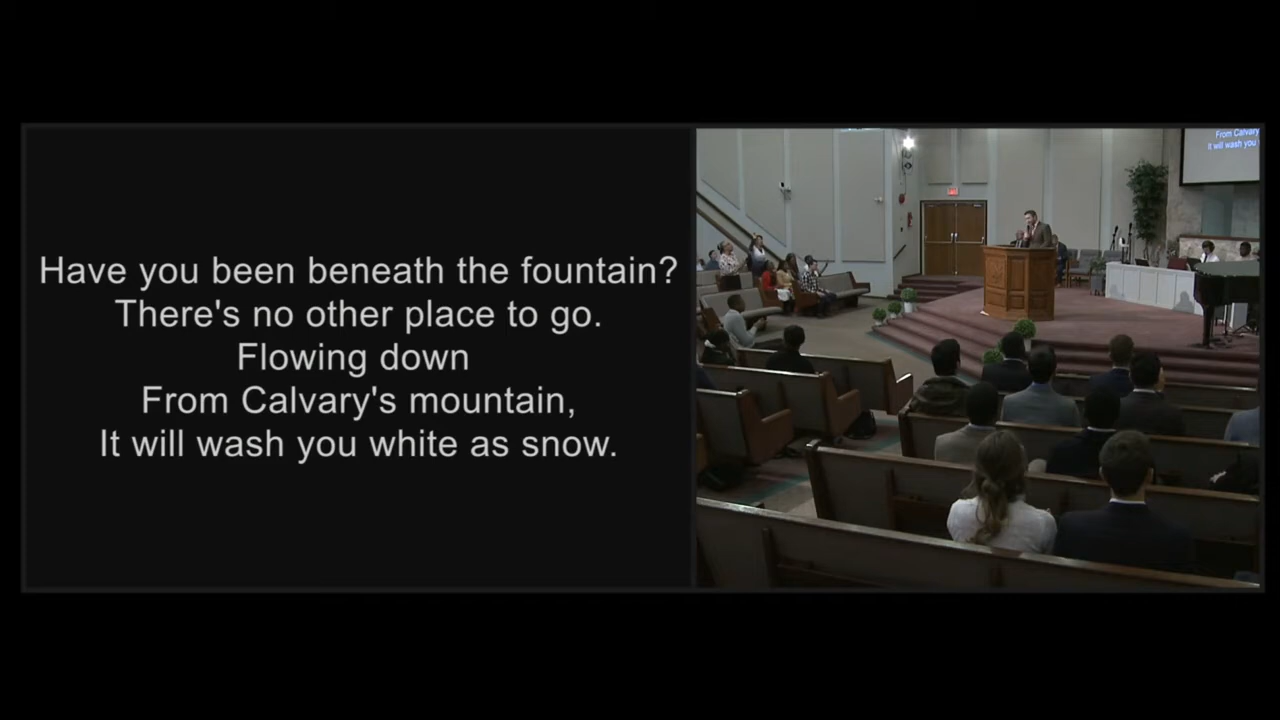 Have you been beneath the fountain?
There's no other place to go.
Flowing down
From Calvary's mountain,
It will wash you white as snow.
From Calvary
It will wash you